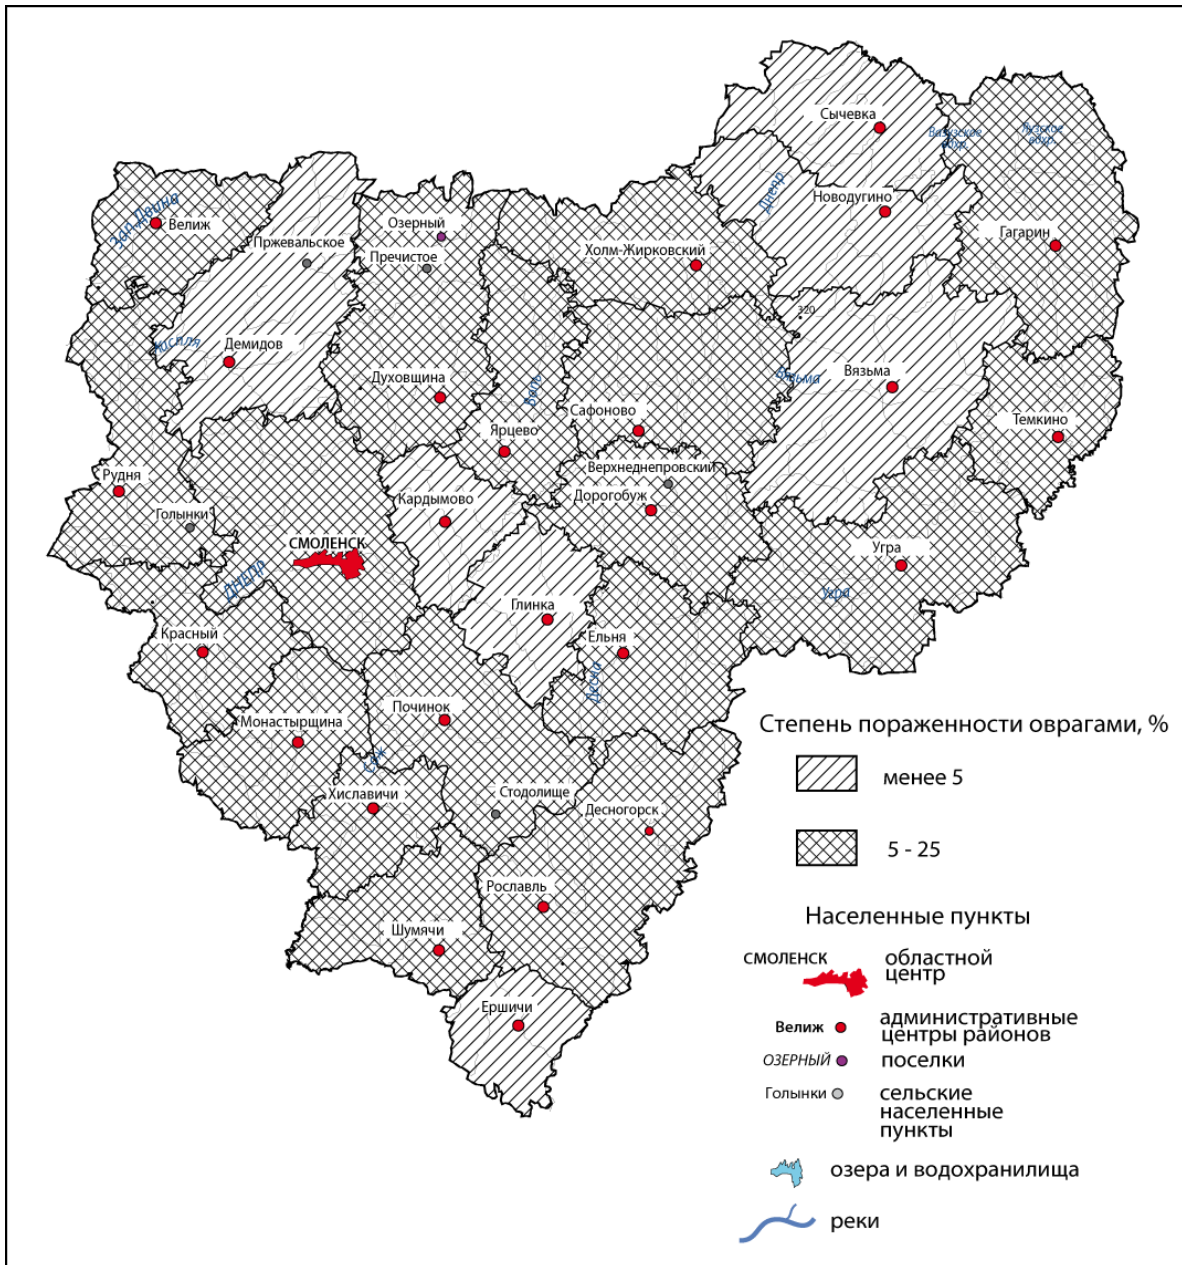 Сычевка
Вазузское
вдхр.
Яузское
вдхр.
Днепр
Новодугино
Зап.Двина
Велиж
Озерный
Пржевальское
Пречистое
Холм-Жирковский
Гагарин
320
Демидов
Духовщина
Вопь
Вязьма
Вязьма
Сафоново
Темкино
Ярцево
Рудня
Верхнеднепровский
Кардымово
Дорогобуж
Голынки
СМОЛЕНСК
Угра
ДНЕПР
Угра
Глинка
Красный
Ельня
Десна
Починок
Монастырщина
Сож
Хиславичи
Стодолище
Десногорск
Рославль
Шумячи
Ершичи
Степень пораженности оврагами, %
менее 5
5 - 25
Населенные пункты
СМОЛЕНСК
областной
центр
Велиж
административные
центры районов
ОЗЕРНЫЙ
поселки
Голынки
сельские
населенные
пункты
озера и водохранилища
реки